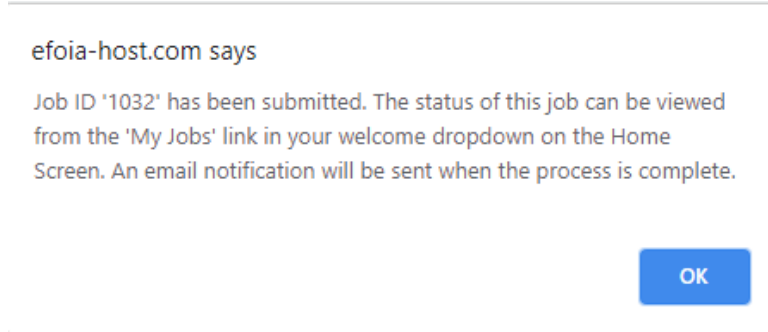 efoia-host.com says
Job ID '1032' has been submitted. The status of this job can be viewed
from the 'My Jobs' link in your welcome dropdown on the Home
Screen. An email notification will be sent when the process is complete.
OK